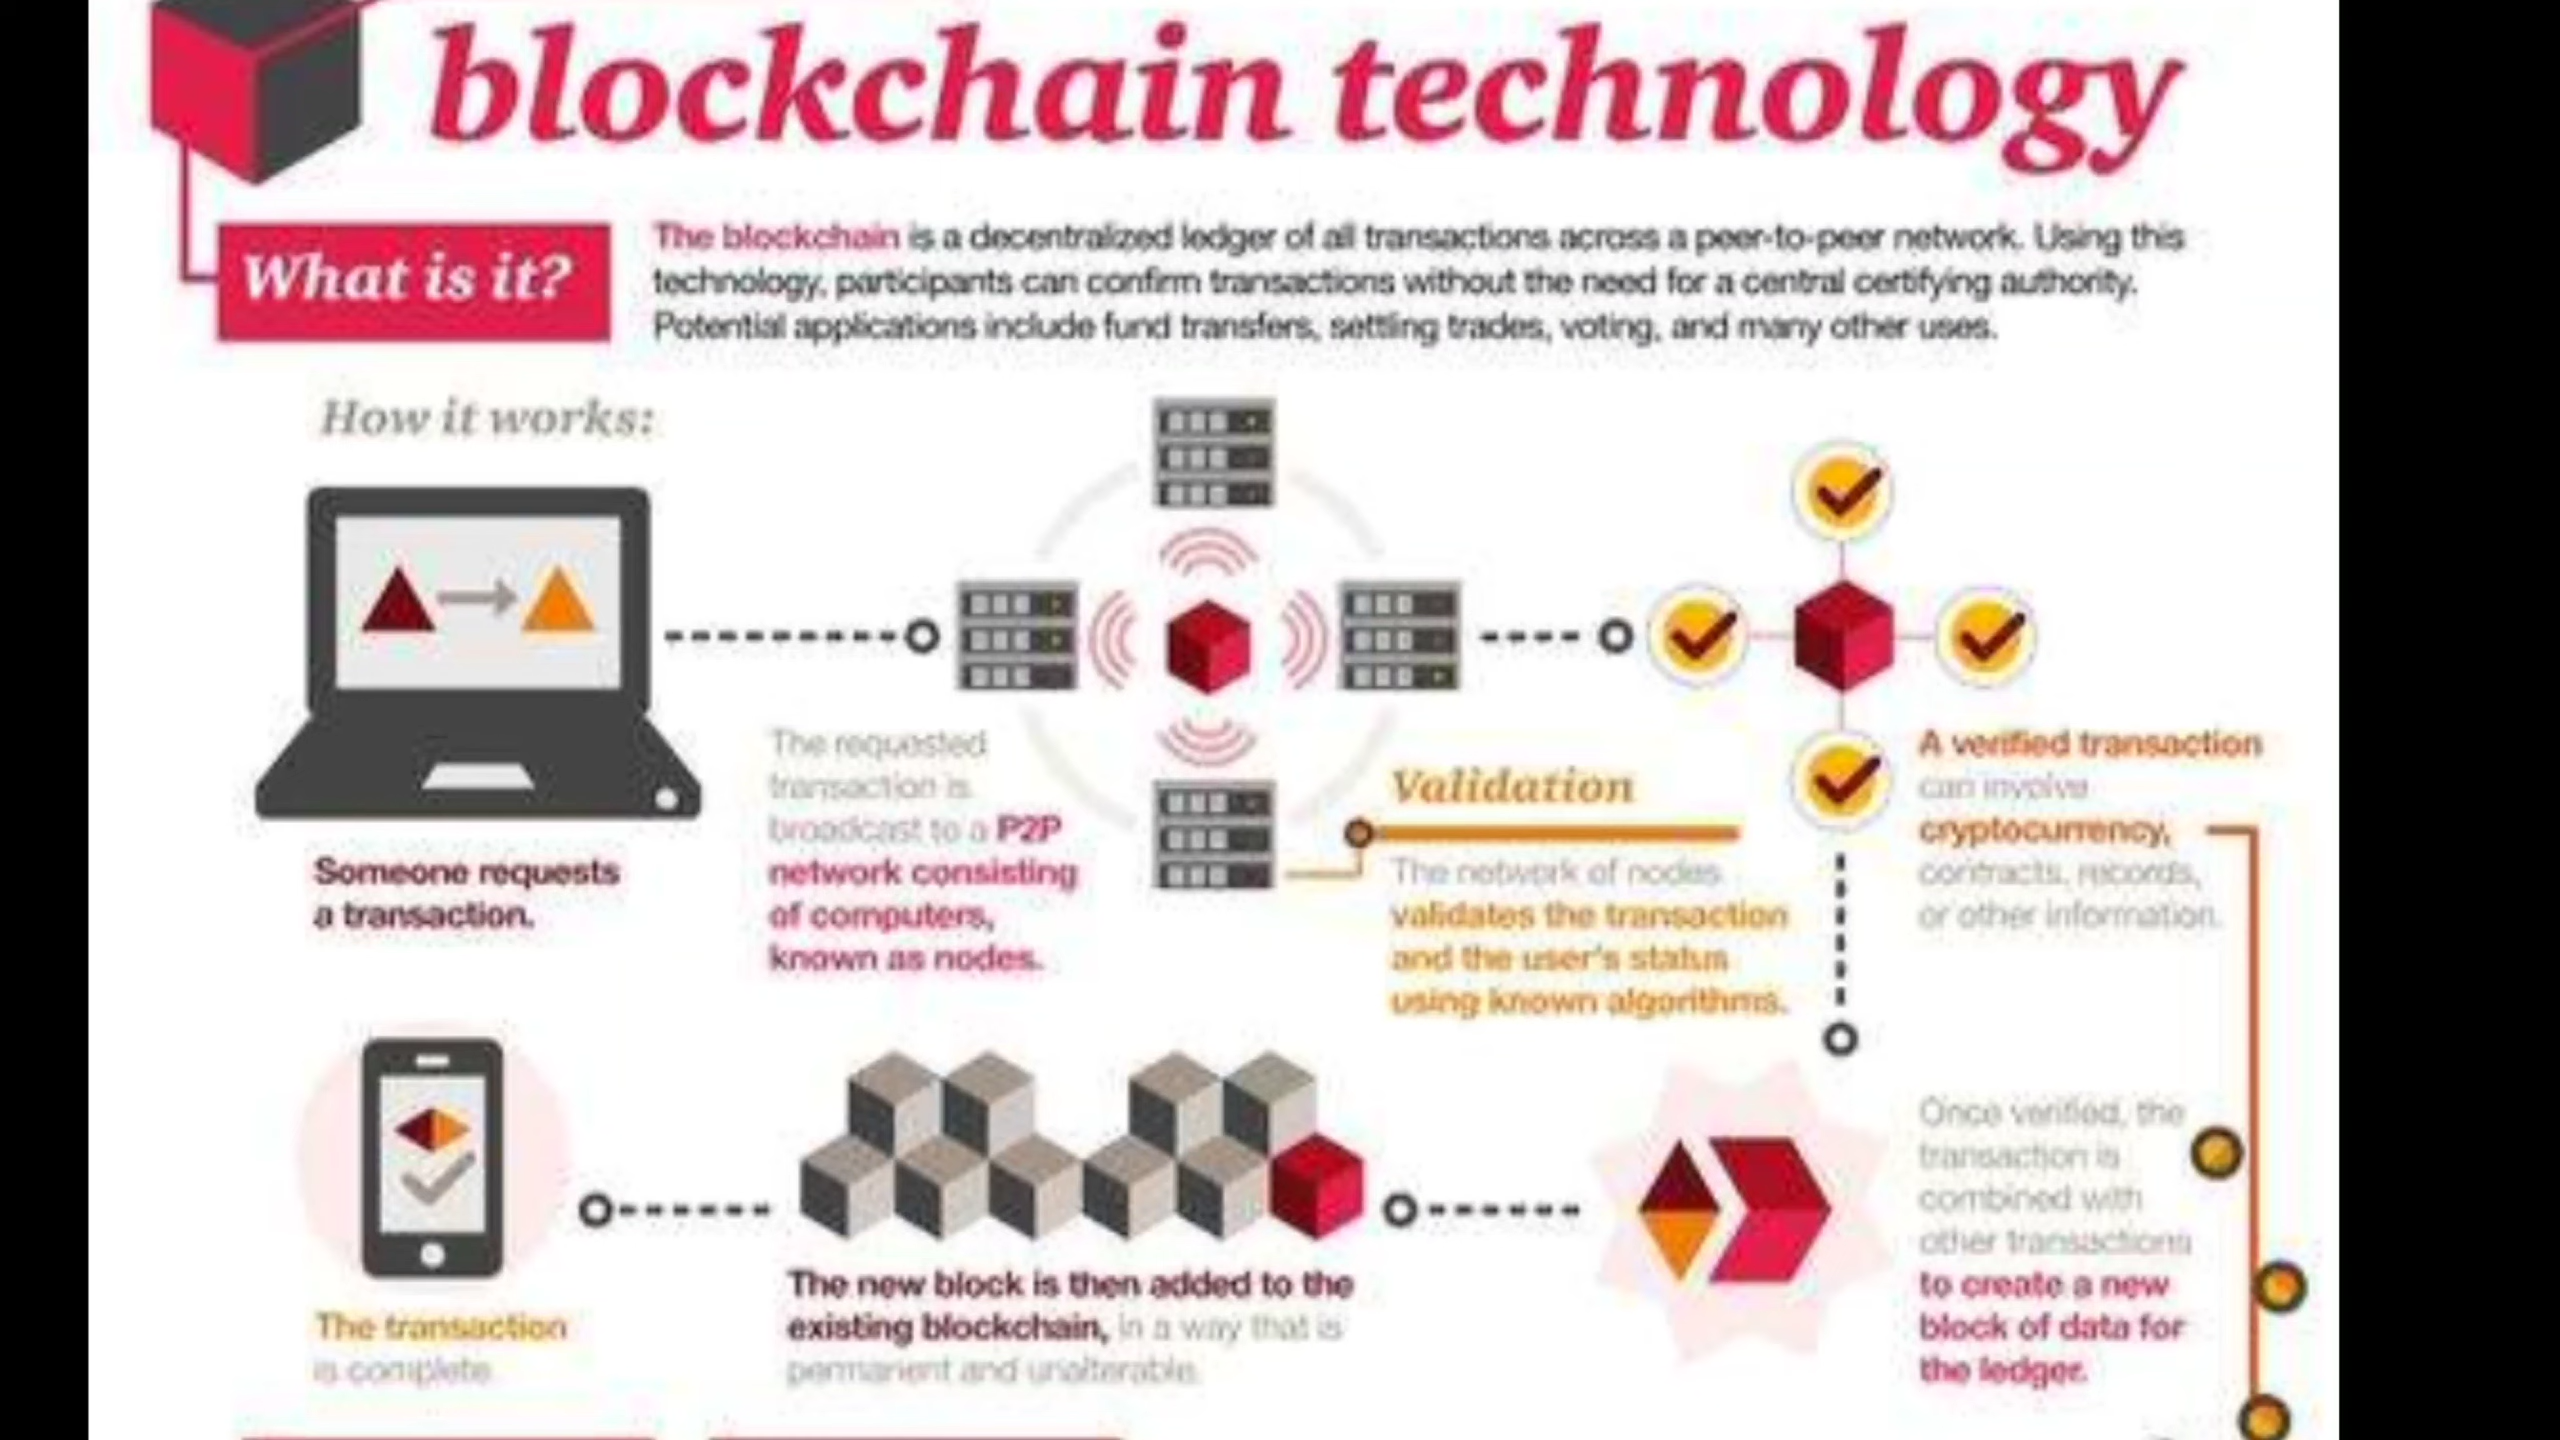 blockchain technology
What is it?
The blockchain is a decentralized ledger of all transactions across a peer-to-peer network. Using this
technology, participants can confirm transactions without the need for a central certifying authority.
Potential applications include fund transfers, settling trades, voting, and many other uses.
How it works:
Someone requests
a transaction.
The requested
transaction is
broadcast to a P2P
network consisting
of computers,
known as nodes.
Validation
The network of nodes
validates the transaction
and the user's status
using known algorithms.
A verified transaction
can involve
cryptocurrency,
contracts, records,
or other information.
Once verified, the
transaction is
combined with
other transactions
to create a new
block of data for
the ledger.
The new block is then added to the
existing blockchain, in a way that is
permanent and unalterable.
The transaction
is complete.